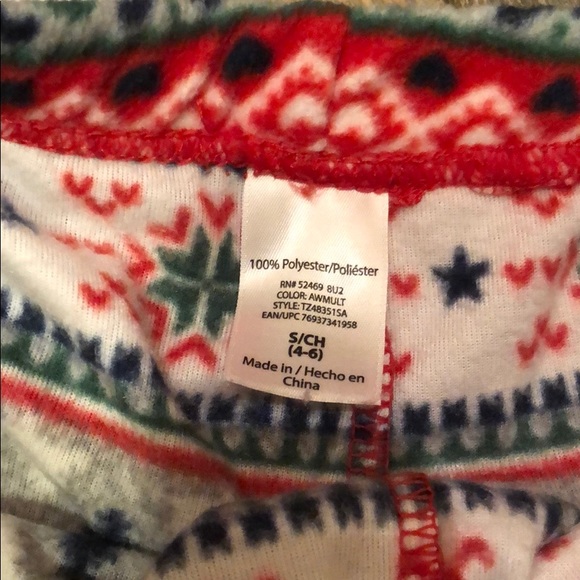 100% Polyester/Poliéster
RN# 52469 8U2
COLOR: AWMULT
STYLE: TZ48351SA
EAN/UPC 76937341958
S/CH
(4-6)
Made in / Hecho en
China